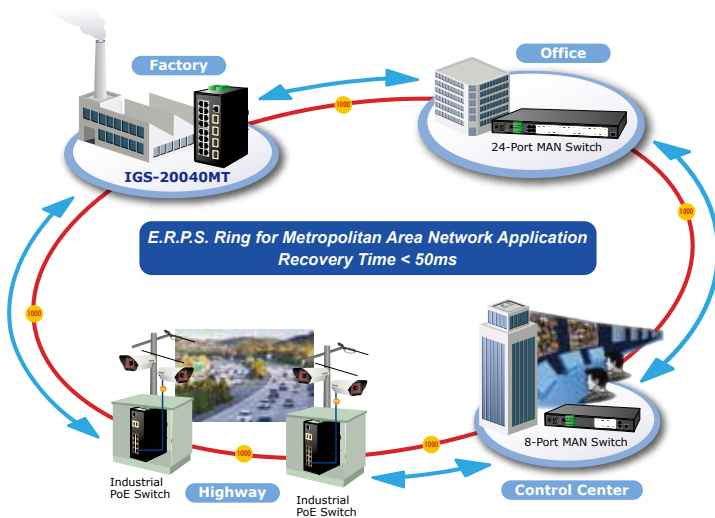 Factory
Office
1000
24-Port MAN Switch
IGS-20040MT
1000
E.R.P.S. Ring for Metropolitan Area Network Application
Recovery Time < 50ms
1000
8-Port MAN Switch
1000
1000
Industrial
PoE Switch
Highway
Industrial
PoE Switch
Control Center